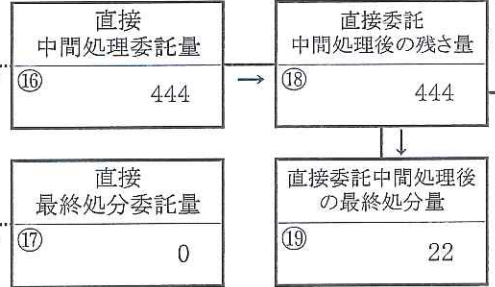 直接
中間処理委託量
⑯
444
→
直接委託
中間処理後の残さ量
⑱
444
↓
直接
最終処分委託量
⑰
0
直接委託中間処理後
の最終処分量
⑲
22